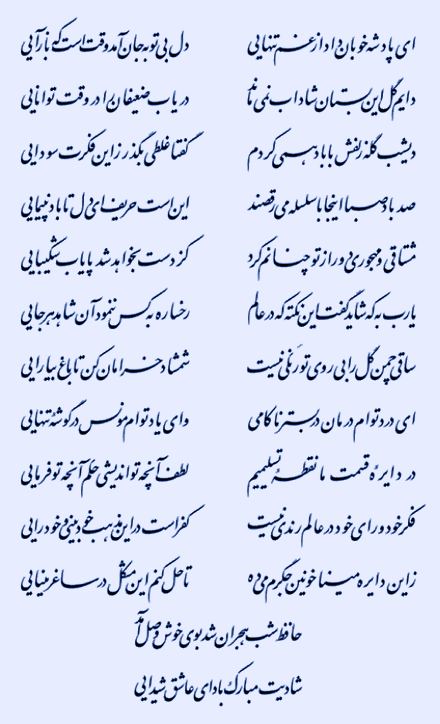 ای پادشه خوبان داد از غم تنهایی دل بی تو به جان آمد وقت است که بازآیی
دایم گل این بستان شاداب نمی‌ماند دریاب ضعیفان را در وقت توانایی
دیشب گله زلفش با باد همی‌کردم گفتا غلطی بگذر زین فکرت سودایی
صد باد صبا اینجا با سلسله می‌رقصند این است حریف ای دل تا باد نپیمایی
مشتاقی و مهجوری دور از تو چنانم کرد کز دست بخواهد شد پایاب شکیبایی
یارب به که شاید گفت این نکته که در عالم رخساره به کس ننمود آن شاهد هرجایی
ساقی چمن گل را بی روی تو رنگی نیست شمشاد خرامان کن تا باغ بیارایی
ای درد توام درمان در بستر ناکامی وای یاد توام مونس در گوشه تنهایی
در دایره قسمت ما نقطه تسلیمیم لطف آنچه تو اندیشی حکم آنچه تو فرمایی
فکر خود و رای خود در عالم رندی نیست کفر است در این مذهب خودبینی و خودرایی
زین دایره مینا خونین جگرم می ده تا حل کنم این مشکل در ساغر مینایی
حافظ شب هجران شد بوی خوش وصل آمد
شادیت مبارک باد ای عاشق شیدایی